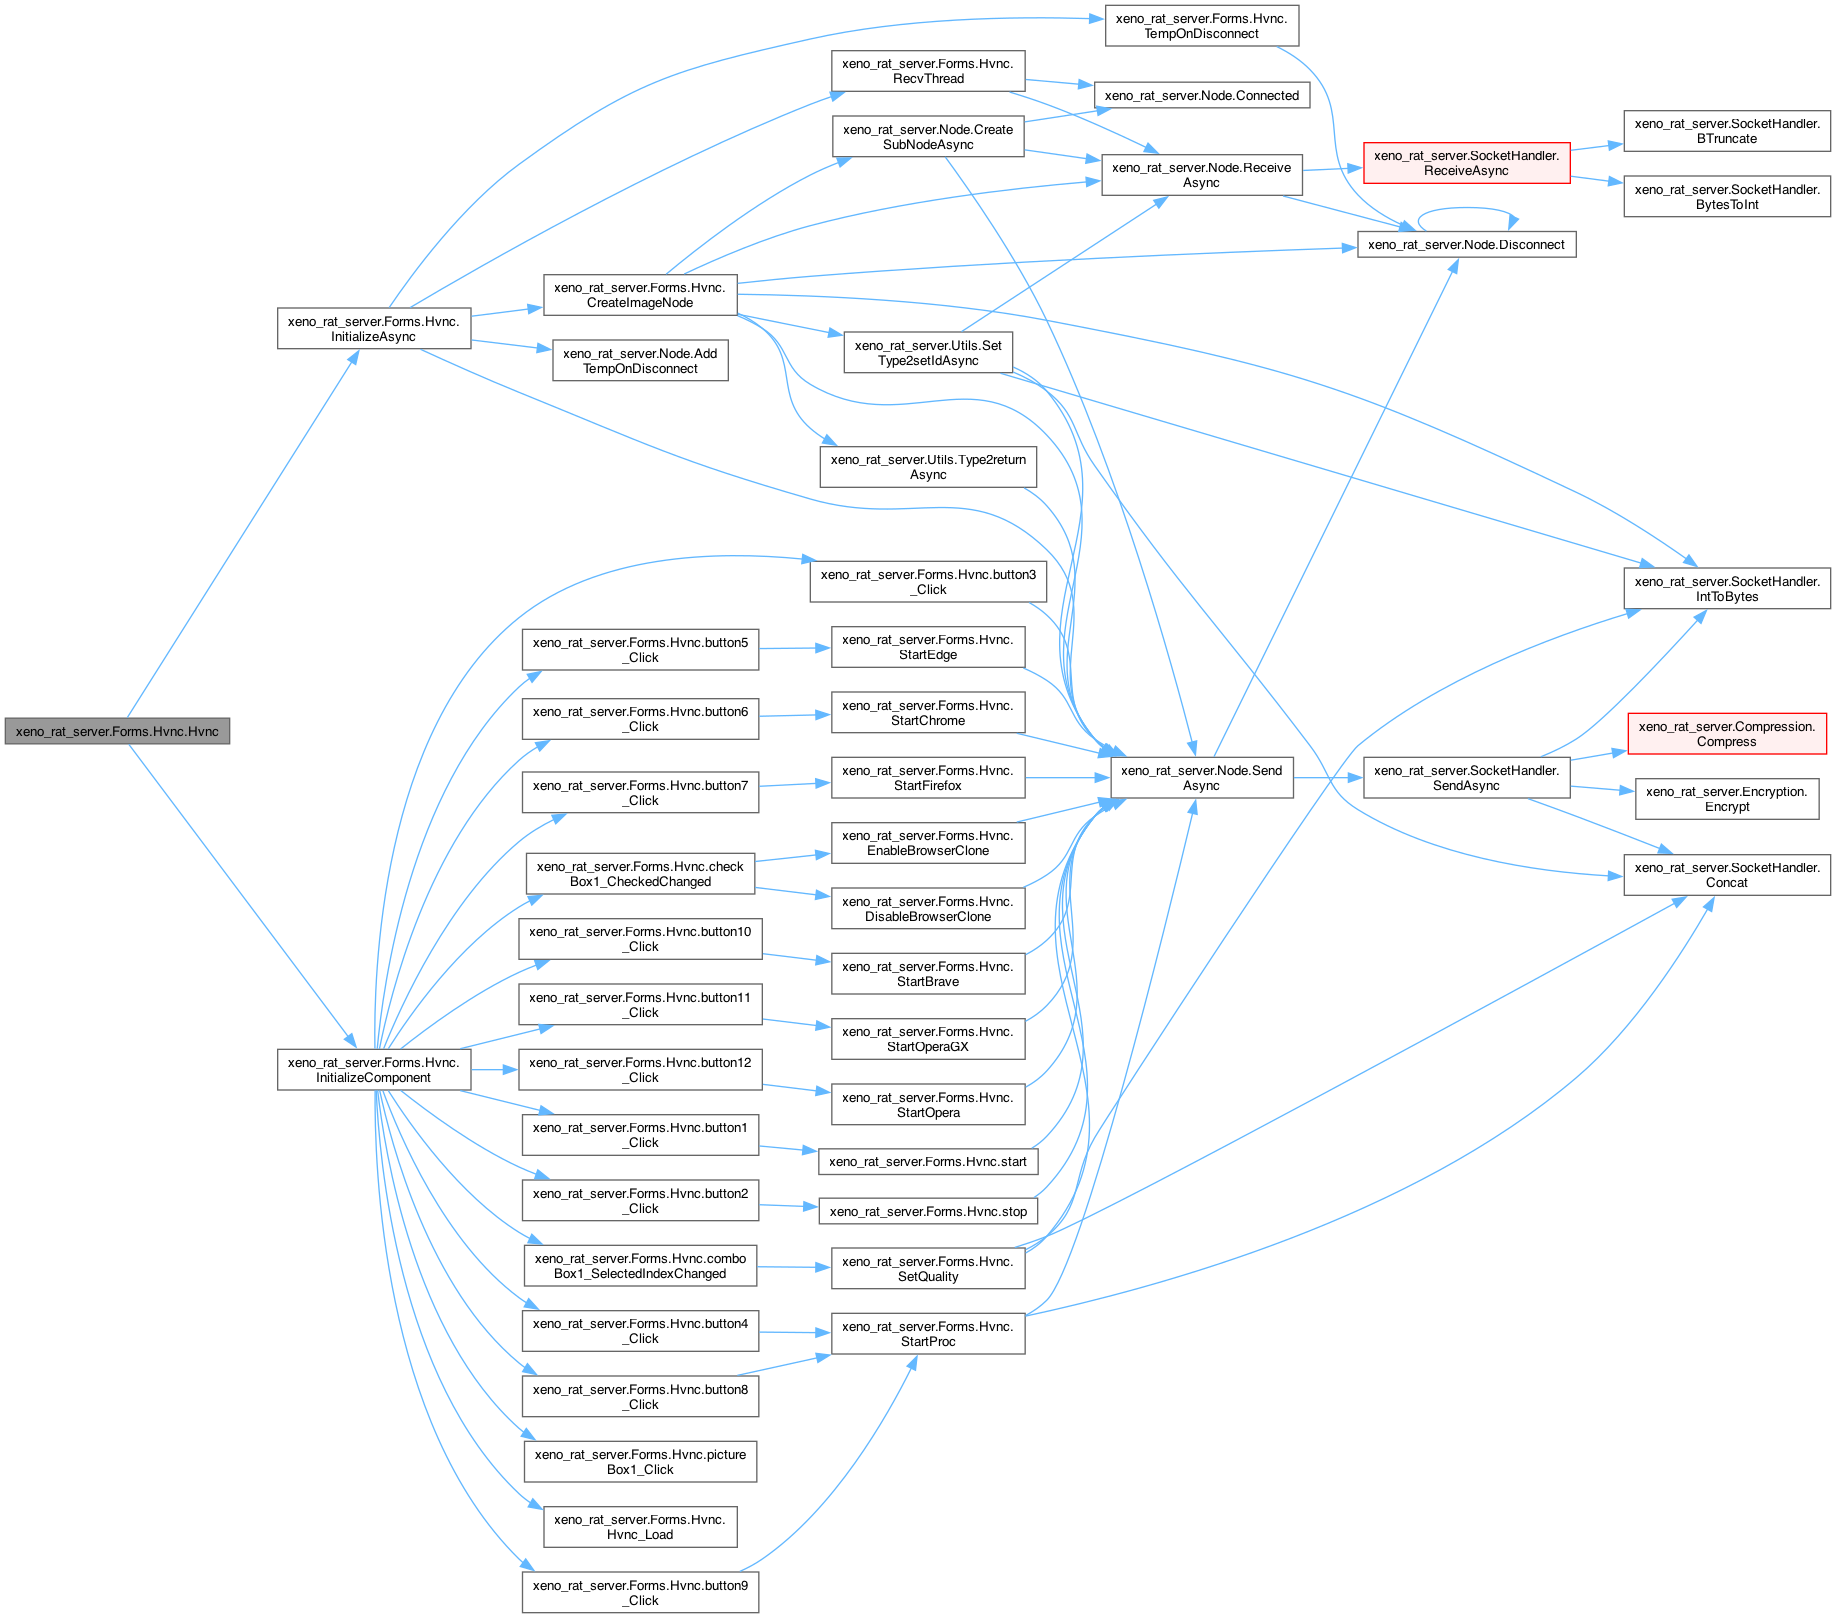 xeno_rat_server.Forms.Hvnc.Hvnc
xeno_rat_server.Forms.Hvnc.
InitializeAsync
xeno_rat_server.Forms.Hvnc.
InitializeComponent
xeno_rat_server.Forms.Hvnc.
CreateImageNode
xeno_rat_server.Node.Add
TempOnDisconnect
xeno_rat_server.Forms.Hvnc.button5
_Click
xeno_rat_server.Forms.Hvnc.button6
_Click
xeno_rat_server.Forms.Hvnc.button7
_Click
xeno_rat_server.Forms.Hvnc.check
Box1_CheckedChanged
xeno_rat_server.Forms.Hvnc.button10
_Click
xeno_rat_server.Forms.Hvnc.button11
_Click
xeno_rat_server.Forms.Hvnc.button12
_Click
xeno_rat_server.Forms.Hvnc.button1
_Click
xeno_rat_server.Forms.Hvnc.button2
_Click
xeno_rat_server.Forms.Hvnc.combo
Box1_SelectedIndexChanged
xeno_rat_server.Forms.Hvnc.button4
_Click
xeno_rat_server.Forms.Hvnc.button8
_Click
xeno_rat_server.Forms.Hvnc.picture
Box1_Click
xeno_rat_server.Forms.Hvnc.
Hvnc_Load
xeno_rat_server.Forms.Hvnc.button9
_Click
xeno_rat_server.Forms.Hvnc.
RecvThread
xeno_rat_server.Node.Create
SubNodeAsync
xeno_rat_server.Utils.Set
Type2setIdAsync
xeno_rat_server.Utils.Type2return
Async
xeno_rat_server.Forms.Hvnc.button3
_Click
xeno_rat_server.Forms.Hvnc.
StartEdge
xeno_rat_server.Forms.Hvnc.
StartChrome
xeno_rat_server.Forms.Hvnc.
StartFirefox
xeno_rat_server.Forms.Hvnc.
EnableBrowserClone
xeno_rat_server.Forms.Hvnc.
DisableBrowserClone
xeno_rat_server.Forms.Hvnc.
StartBrave
xeno_rat_server.Forms.Hvnc.
StartOperaGX
xeno_rat_server.Forms.Hvnc.
StartOpera
xeno_rat_server.Forms.Hvnc.start
xeno_rat_server.Forms.Hvnc.stop
xeno_rat_server.Forms.Hvnc.
SetQuality
xeno_rat_server.Forms.Hvnc.
StartProc
xeno_rat_server.Forms.Hvnc.
TempOnDisconnect
xeno_rat_server.Node.Connected
xeno_rat_server.Node.Receive
Async
xeno_rat_server.Node.Send
Async
xeno_rat_server.SocketHandler.
ReceiveAsync
xeno_rat_server.Node.Disconnect
xeno_rat_server.SocketHandler.
SendAsync
xeno_rat_server.SocketHandler.
BTruncate
xeno_rat_server.SocketHandler.
BytesToInt
xeno_rat_server.SocketHandler.
IntToBytes
xeno_rat_server.Compression.
Compress
xeno_rat_server.Encryption.
Encrypt
xeno_rat_server.SocketHandler.
Concat